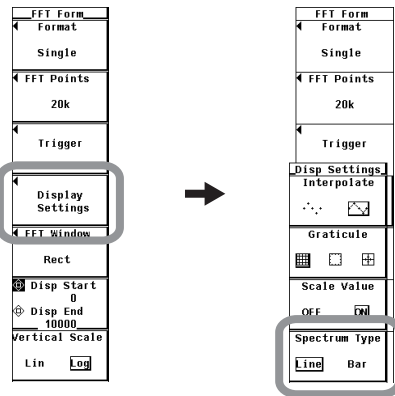 FFT Form
Format
Single
FFT Points
20k
Trigger
Display
Settings
FFT Window
Rect
Disp Start
0
Disp End
10000
Vertical Scale
Lin Log
FFT Form
Format
Single
FFT Points
20k
Trigger
Disp Settings
Interpolate
Graticule
Scale Value
OFF ON
Spectrum Type
Line Bar